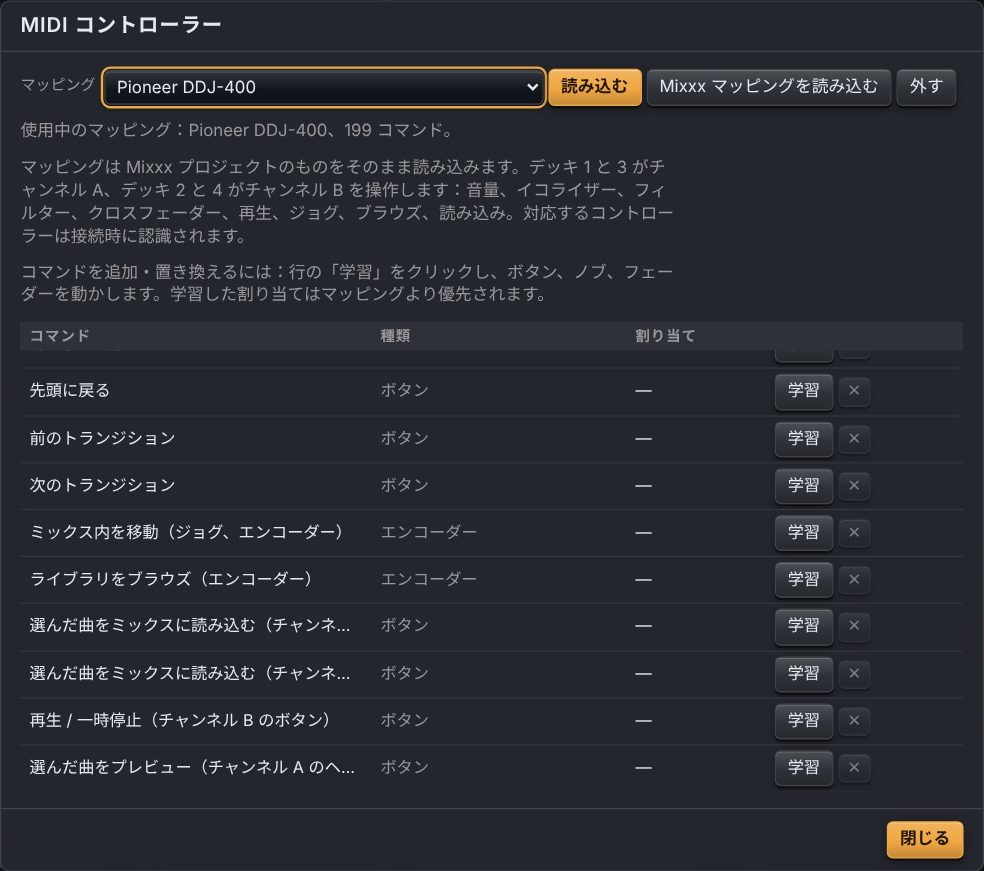 MIDI コントローラー
マッピング Pioneer DDJ-400 読み込む Mixxx マッピングを読み込む 外す
使用中のマッピング：Pioneer DDJ-400、199 コマンド。
マッピングは Mixxx プロジェクトのものをそのまま読み込みます。デッキ 1 と 3 がチ
ャンネル A、デッキ 2 と 4 がチャンネル B を操作します：音量、イコライザー、フィ
ルター、クロスフェーダー、再生、ジョグ、ブラウズ、読み込み。対応するコントロー
ラーは接続時に認識されます。
コマンドを追加・置き換えるには：行の「学習」をクリックし、ボタン、ノブ、フェー
ダーを動かします。学習した割り当てはマッピングより優先されます。
コマンド 種類 割り当て
先頭に戻る ボタン — 学習 ×
前のトランジション ボタン — 学習 ×
次のトランジション ボタン — 学習 ×
ミックス内を移動（ジョグ、エンコーダー） エンコーダー — 学習 ×
ライブラリをブラウズ（エンコーダー） エンコーダー — 学習 ×
選んだ曲をミックスに読み込む（チャンネ... ボタン — 学習 ×
選んだ曲をミックスに読み込む（チャンネ... ボタン — 学習 ×
再生 / 一時停止（チャンネル B のボタン） ボタン — 学習 ×
選んだ曲をプレビュー（チャンネル A のヘ... ボタン — 学習 ×
閉じる